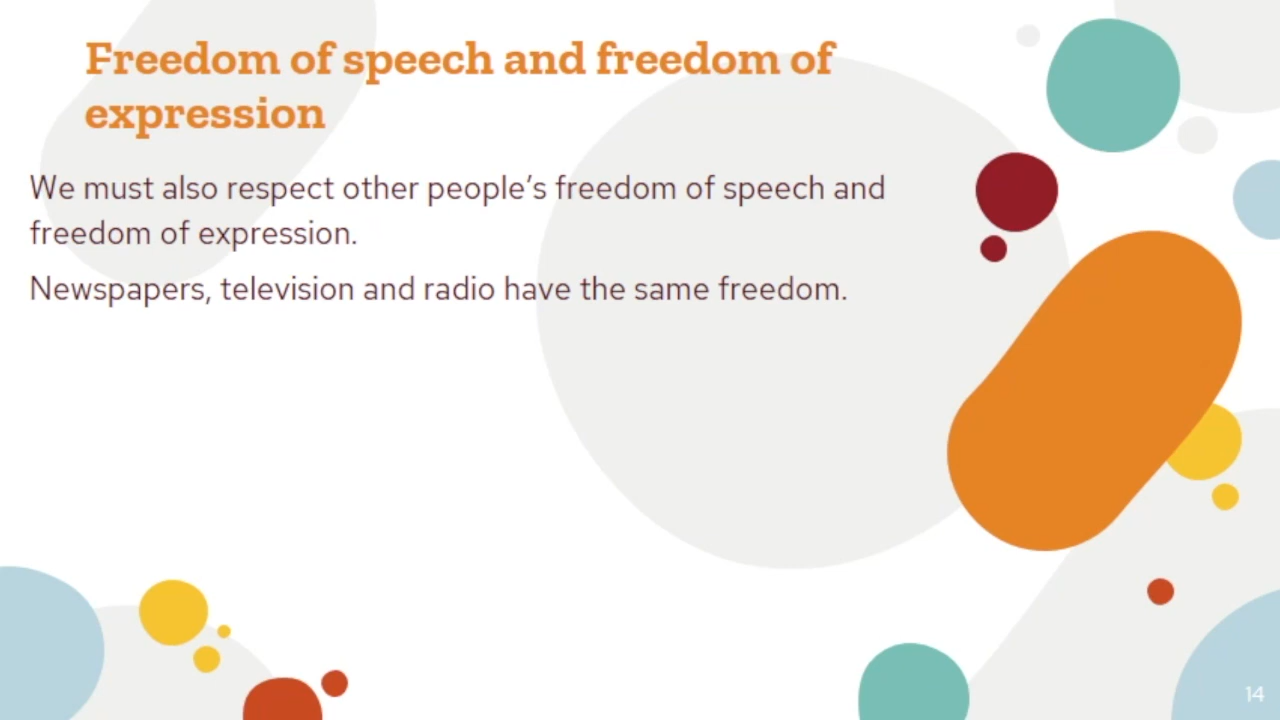 Freedom of speech and freedom of
expression
We must also respect other people’s freedom of speech and
freedom of expression.
Newspapers, television and radio have the same freedom.
14